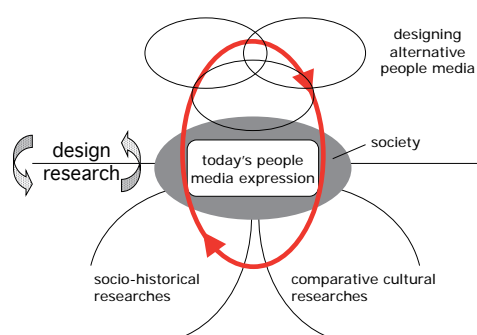 designing
alternative
people media
society
design
research
today's people
media expression
socio-historical
researches
comparative cultural
researches